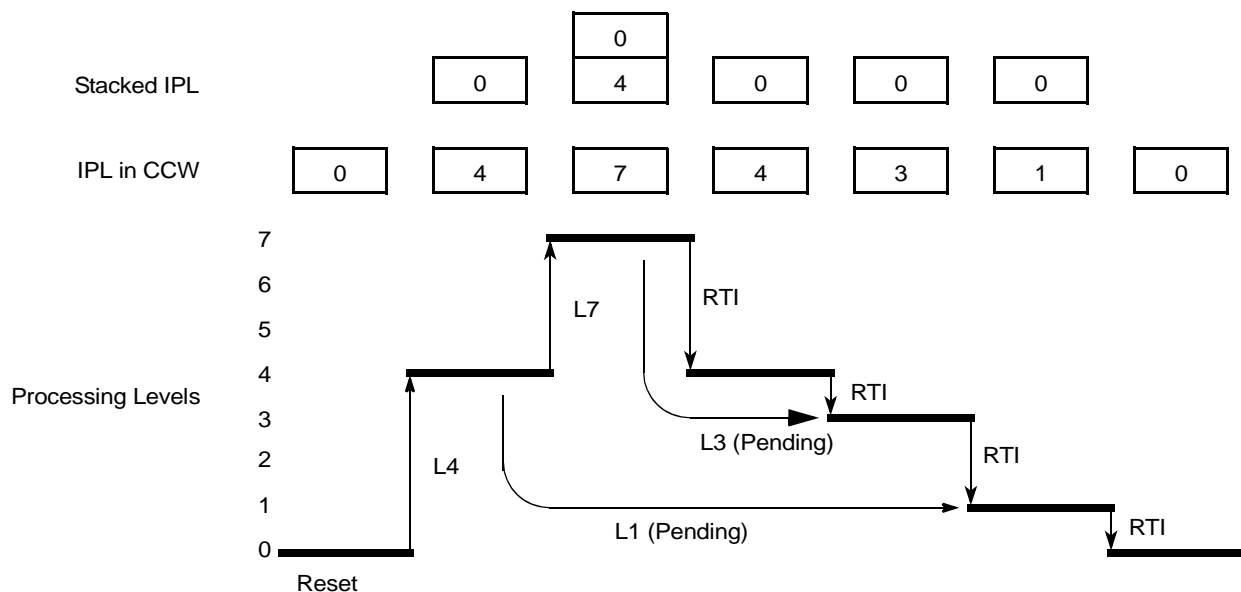 0
Stacked IPL 0 4 0 0 0
IPL in CCW 0 4 7 4 3 1 0
7
6
L7 RTI
5
4
Processing Levels RTI
3
L3 (Pending)
2 L4 RTI
1
L1 (Pending) RTI
0
Reset